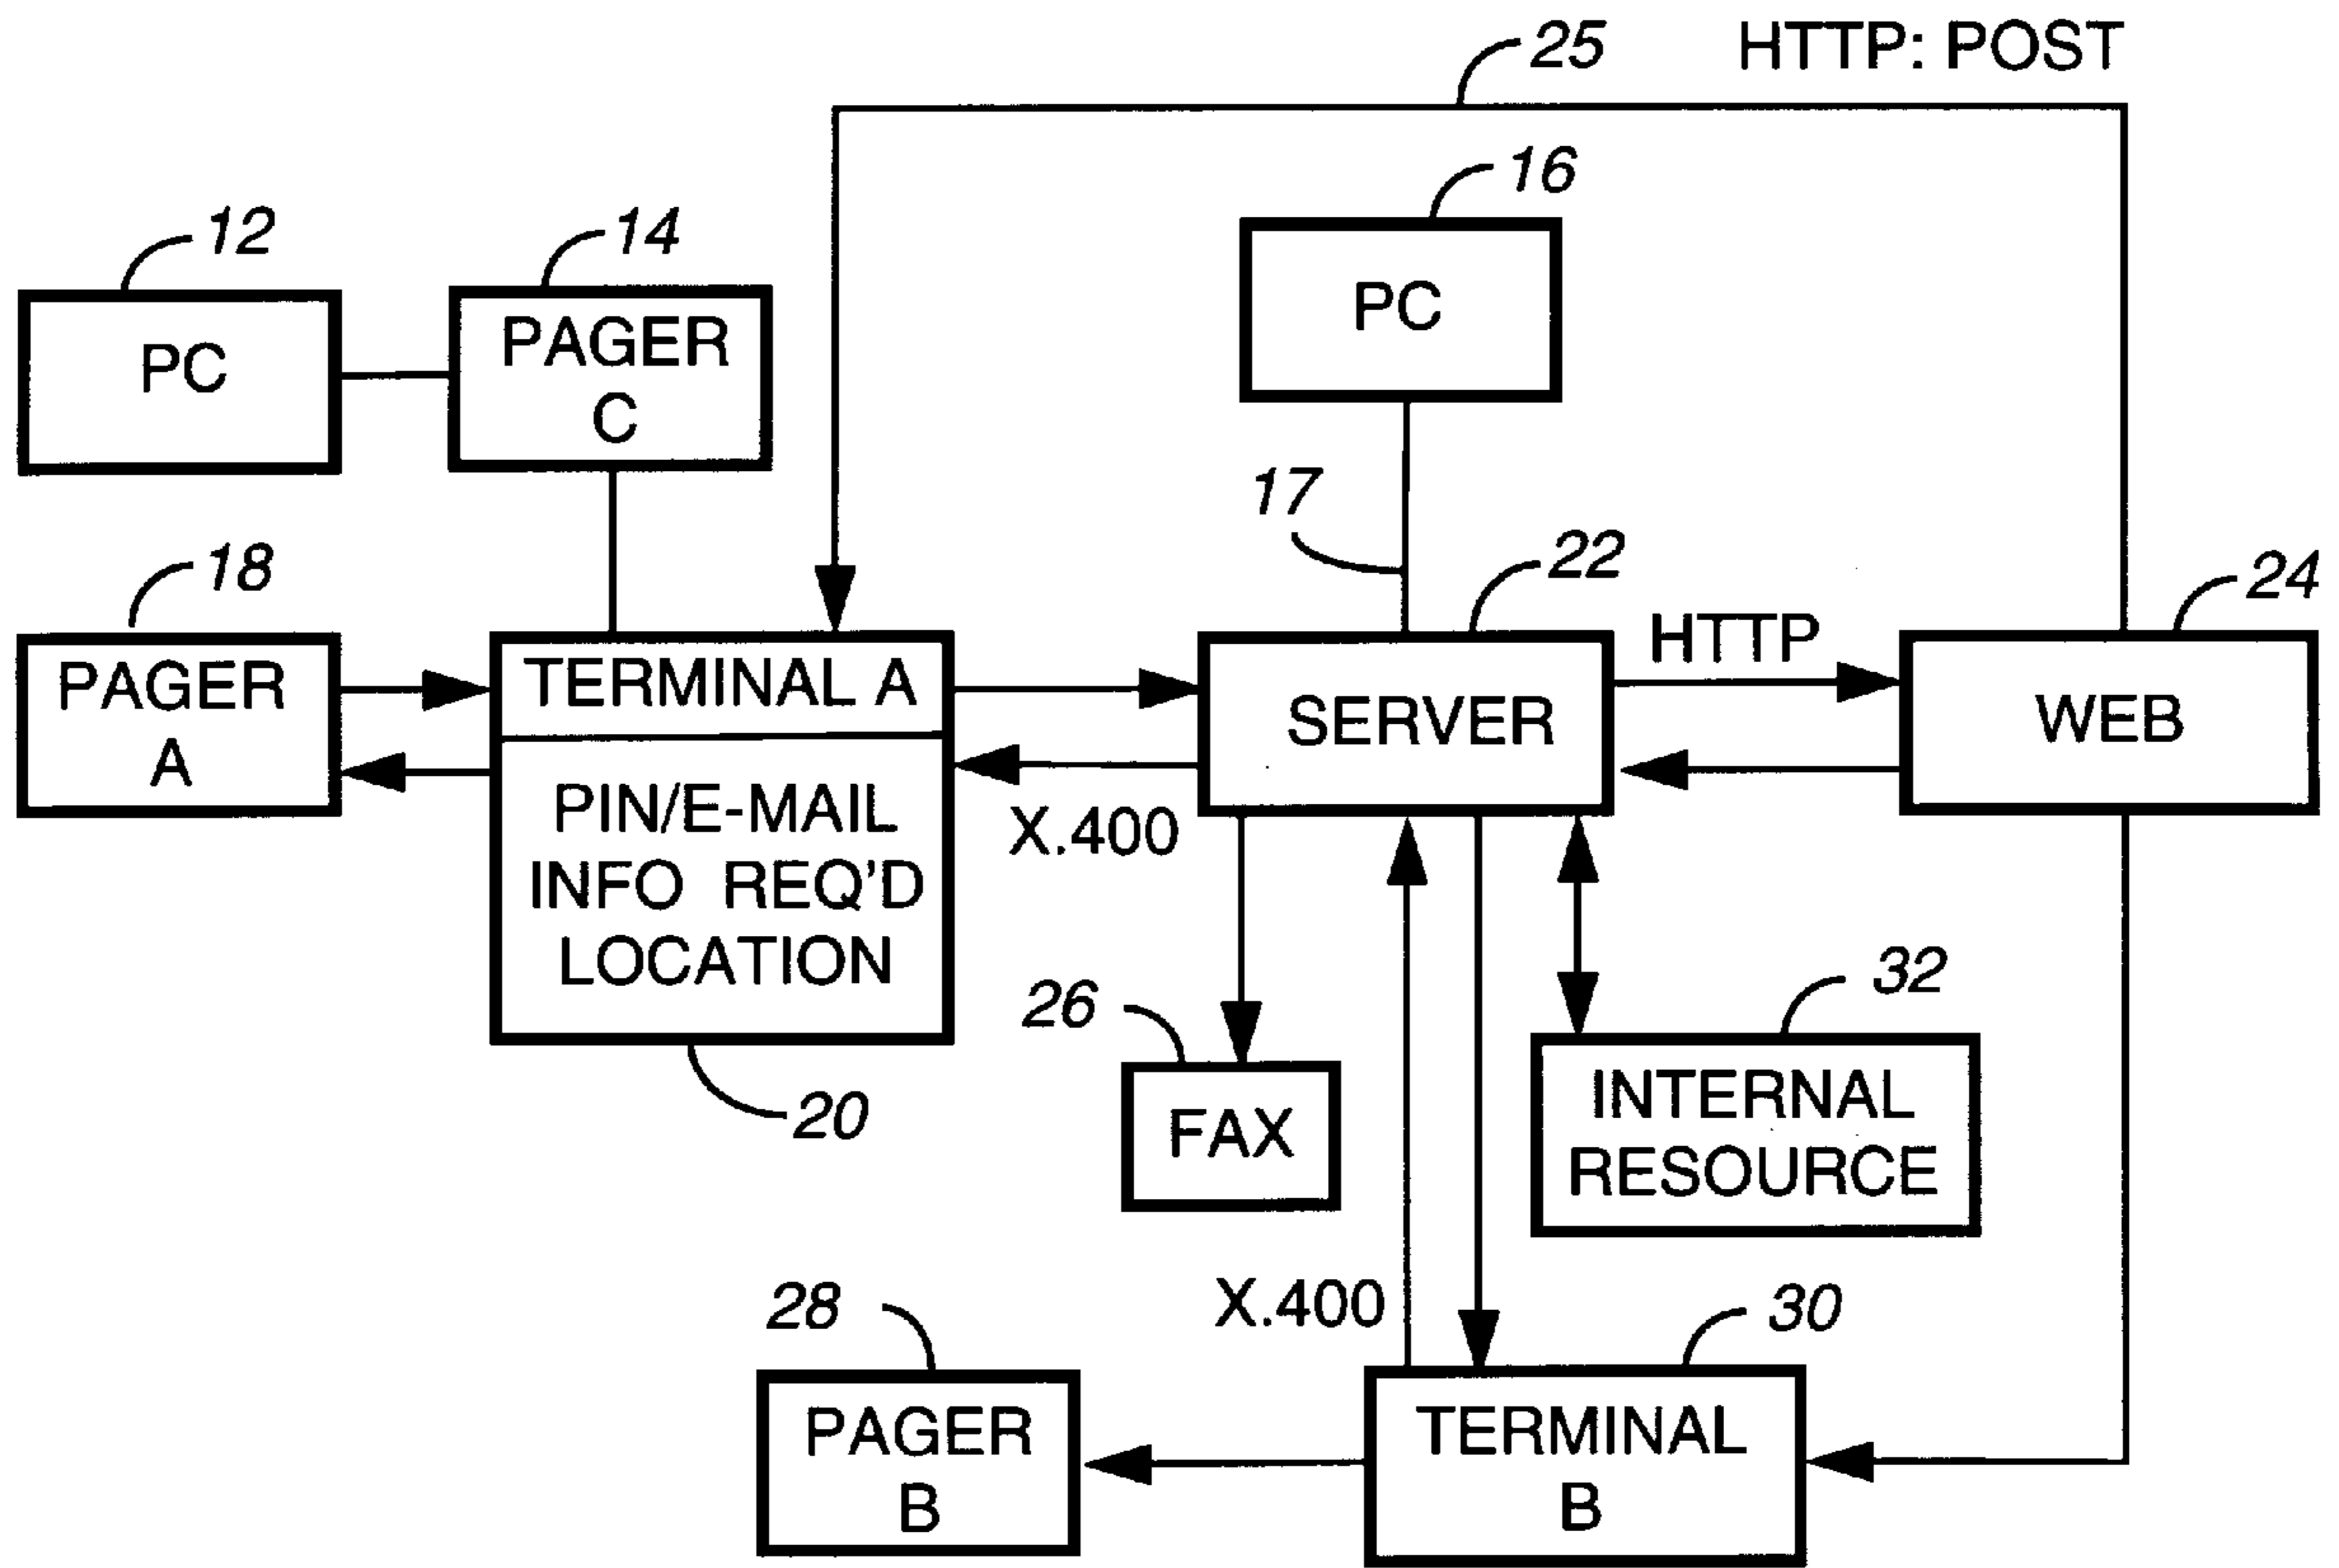 25
HTTP: POST
16
12
14
PC
PC
PAGER
C
17
18
22
24
HTTP
PAGER
A
TERMINAL A
SERVER
WEB
PIN/E-MAIL
INFO REQ'D
LOCATION
X.400
26
32
20
FAX
INTERNAL
RESOURCE
28
X.400
30
PAGER
B
TERMINAL
B